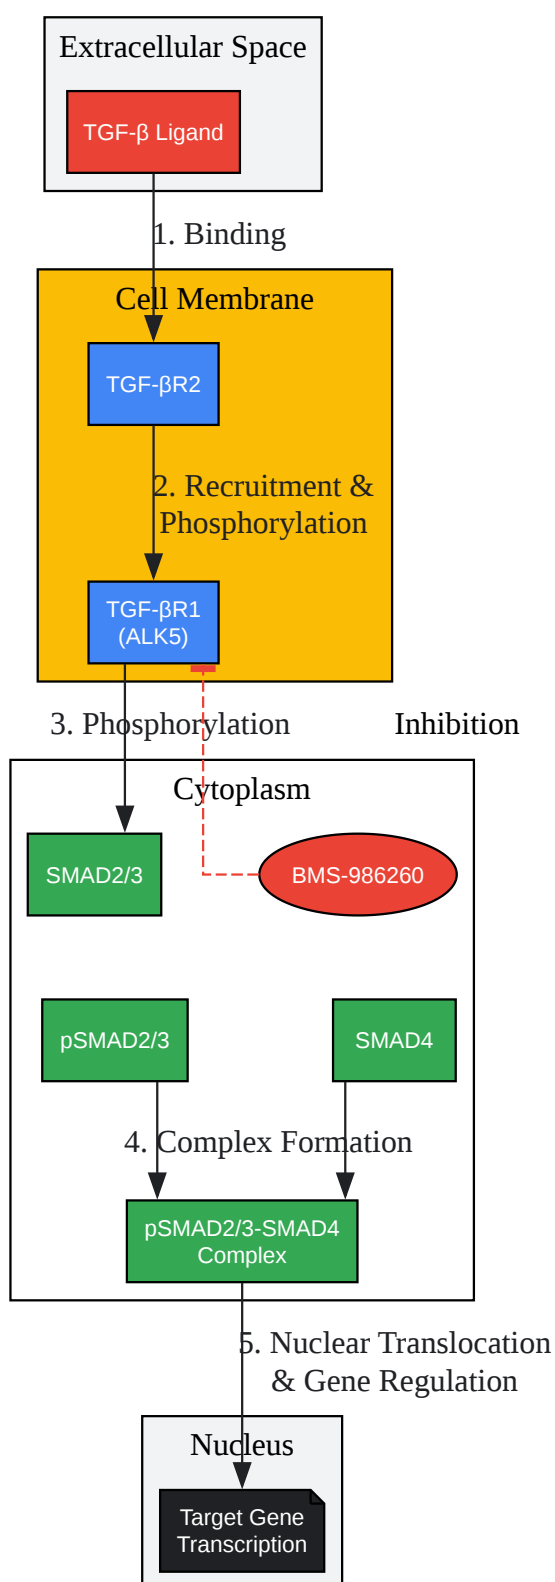 Extracellular Space
TGF-β Ligand
1. Binding
Cell Membrane
TGF-βR2
2. Recruitment &
Phosphorylation
TGF-βR1
(ALK5)
3. Phosphorylation
Inhibition
Cytoplasm
SMAD2/3
BMS-986260
pSMAD2/3
SMAD4
4. Complex Formation
pSMAD2/3-SMAD4
Complex
5. Nuclear Translocation
& Gene Regulation
Nucleus
Target Gene
Transcription